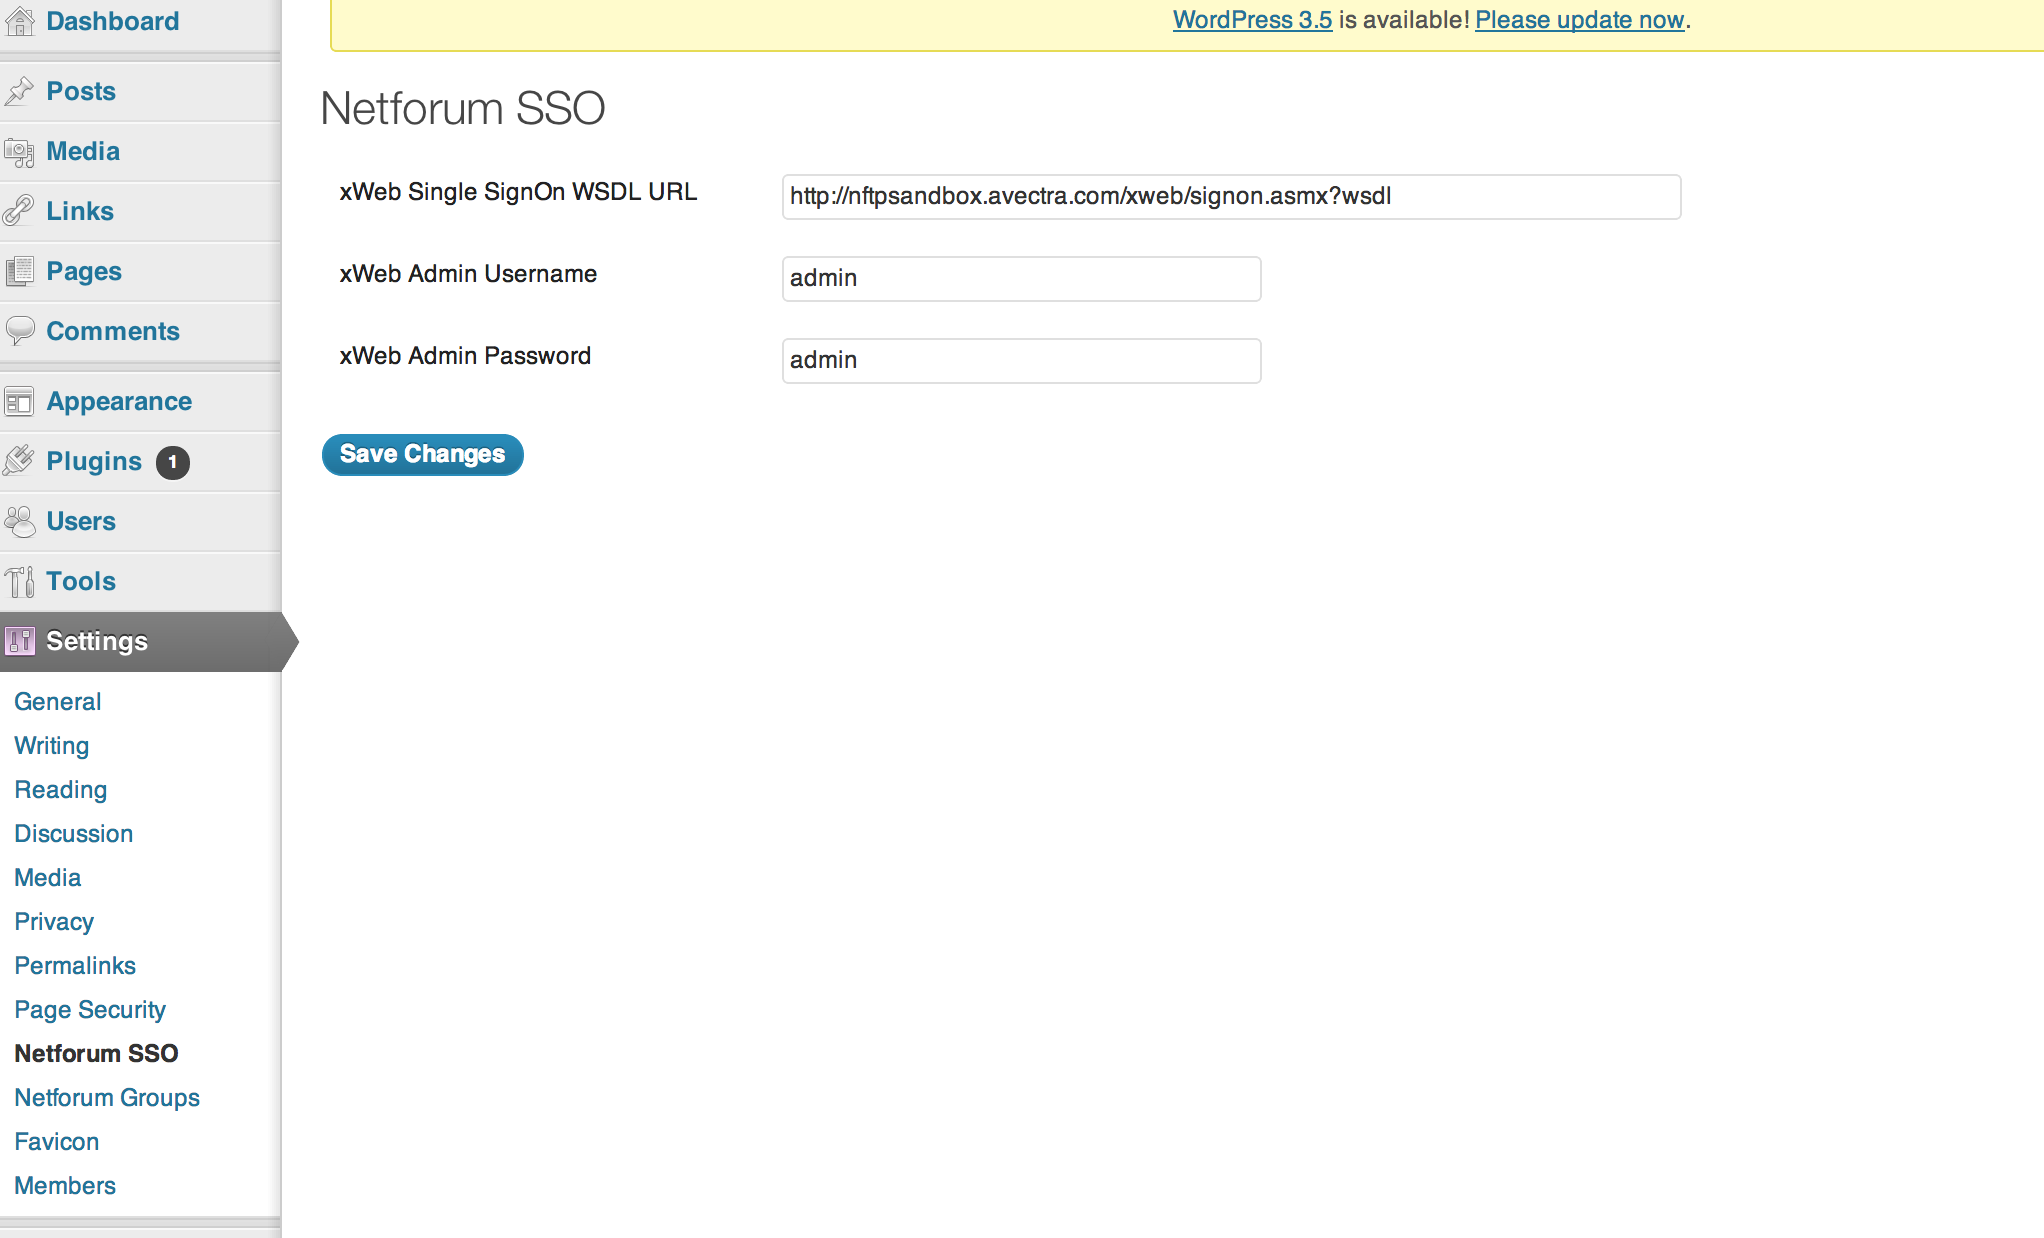 Dashboard
Posts
Media
Links
Pages
Comments
Appearance
Plugins 1
Users
Tools
Settings
General
Writing
Reading
Discussion
Media
Privacy
Permalinks
Page Security
Netforum SSO
Netforum Groups
Favicon
Members
WordPress 3.5 is available! Please update now.
Netforum SSO
xWeb Single SignOn WSDL URL http://nftpsandbox.avectra.com/xweb/signon.asmx?wsdl
xWeb Admin Username admin
xWeb Admin Password admin
Save Changes